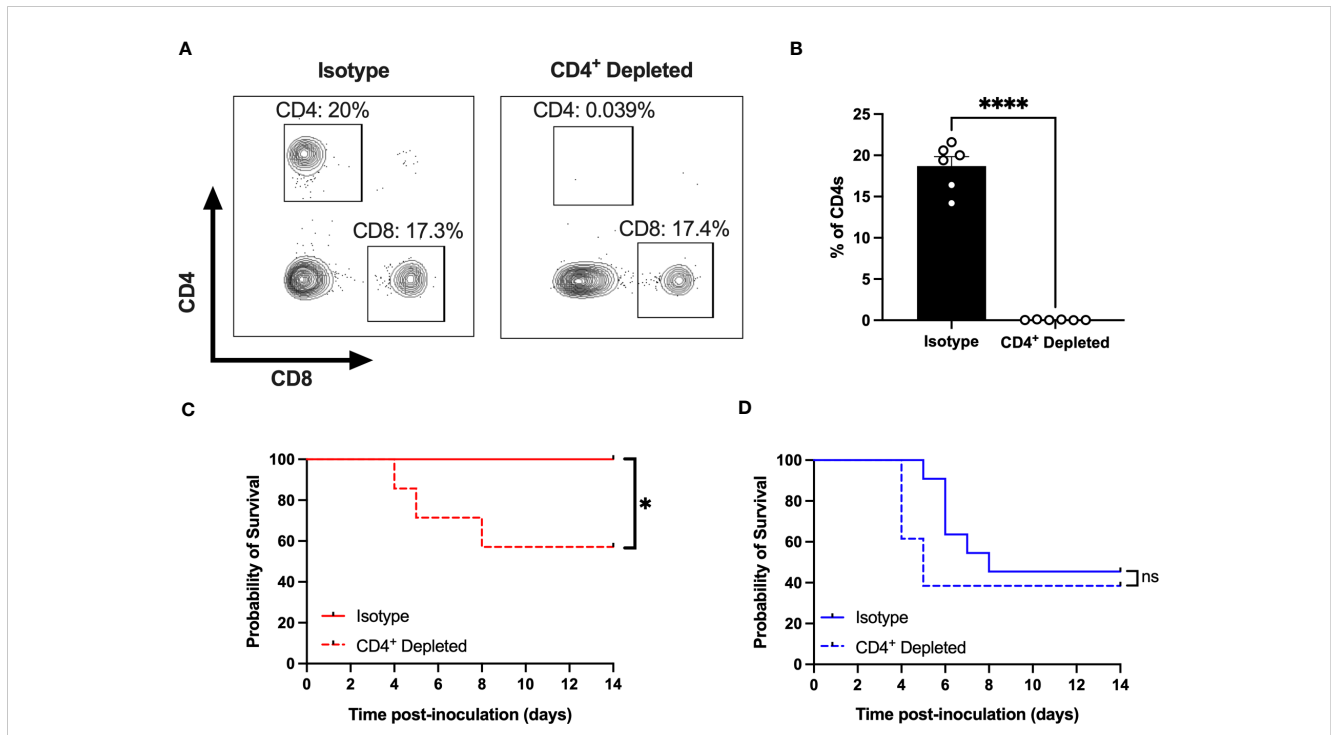 A
Isotype
CD4⁺ Depleted
CD4: 20%
CD4: 0.039%
CD8: 17.3%
CD8: 17.4%
CD4
CD8
B
****
25
20
15
10
5
0
% of CD4s
Isotype
CD4⁺ Depleted
C
100
80
60
40
20
0
Probability of Survival
*
Isotype
CD4⁺ Depleted
0 2 4 6 8 10 12 14
Time post-inoculation (days)
D
100
80
60
40
20
0
Probability of Survival
ns
Isotype
CD4⁺ Depleted
0 2 4 6 8 10 12 14
Time post-inoculation (days)